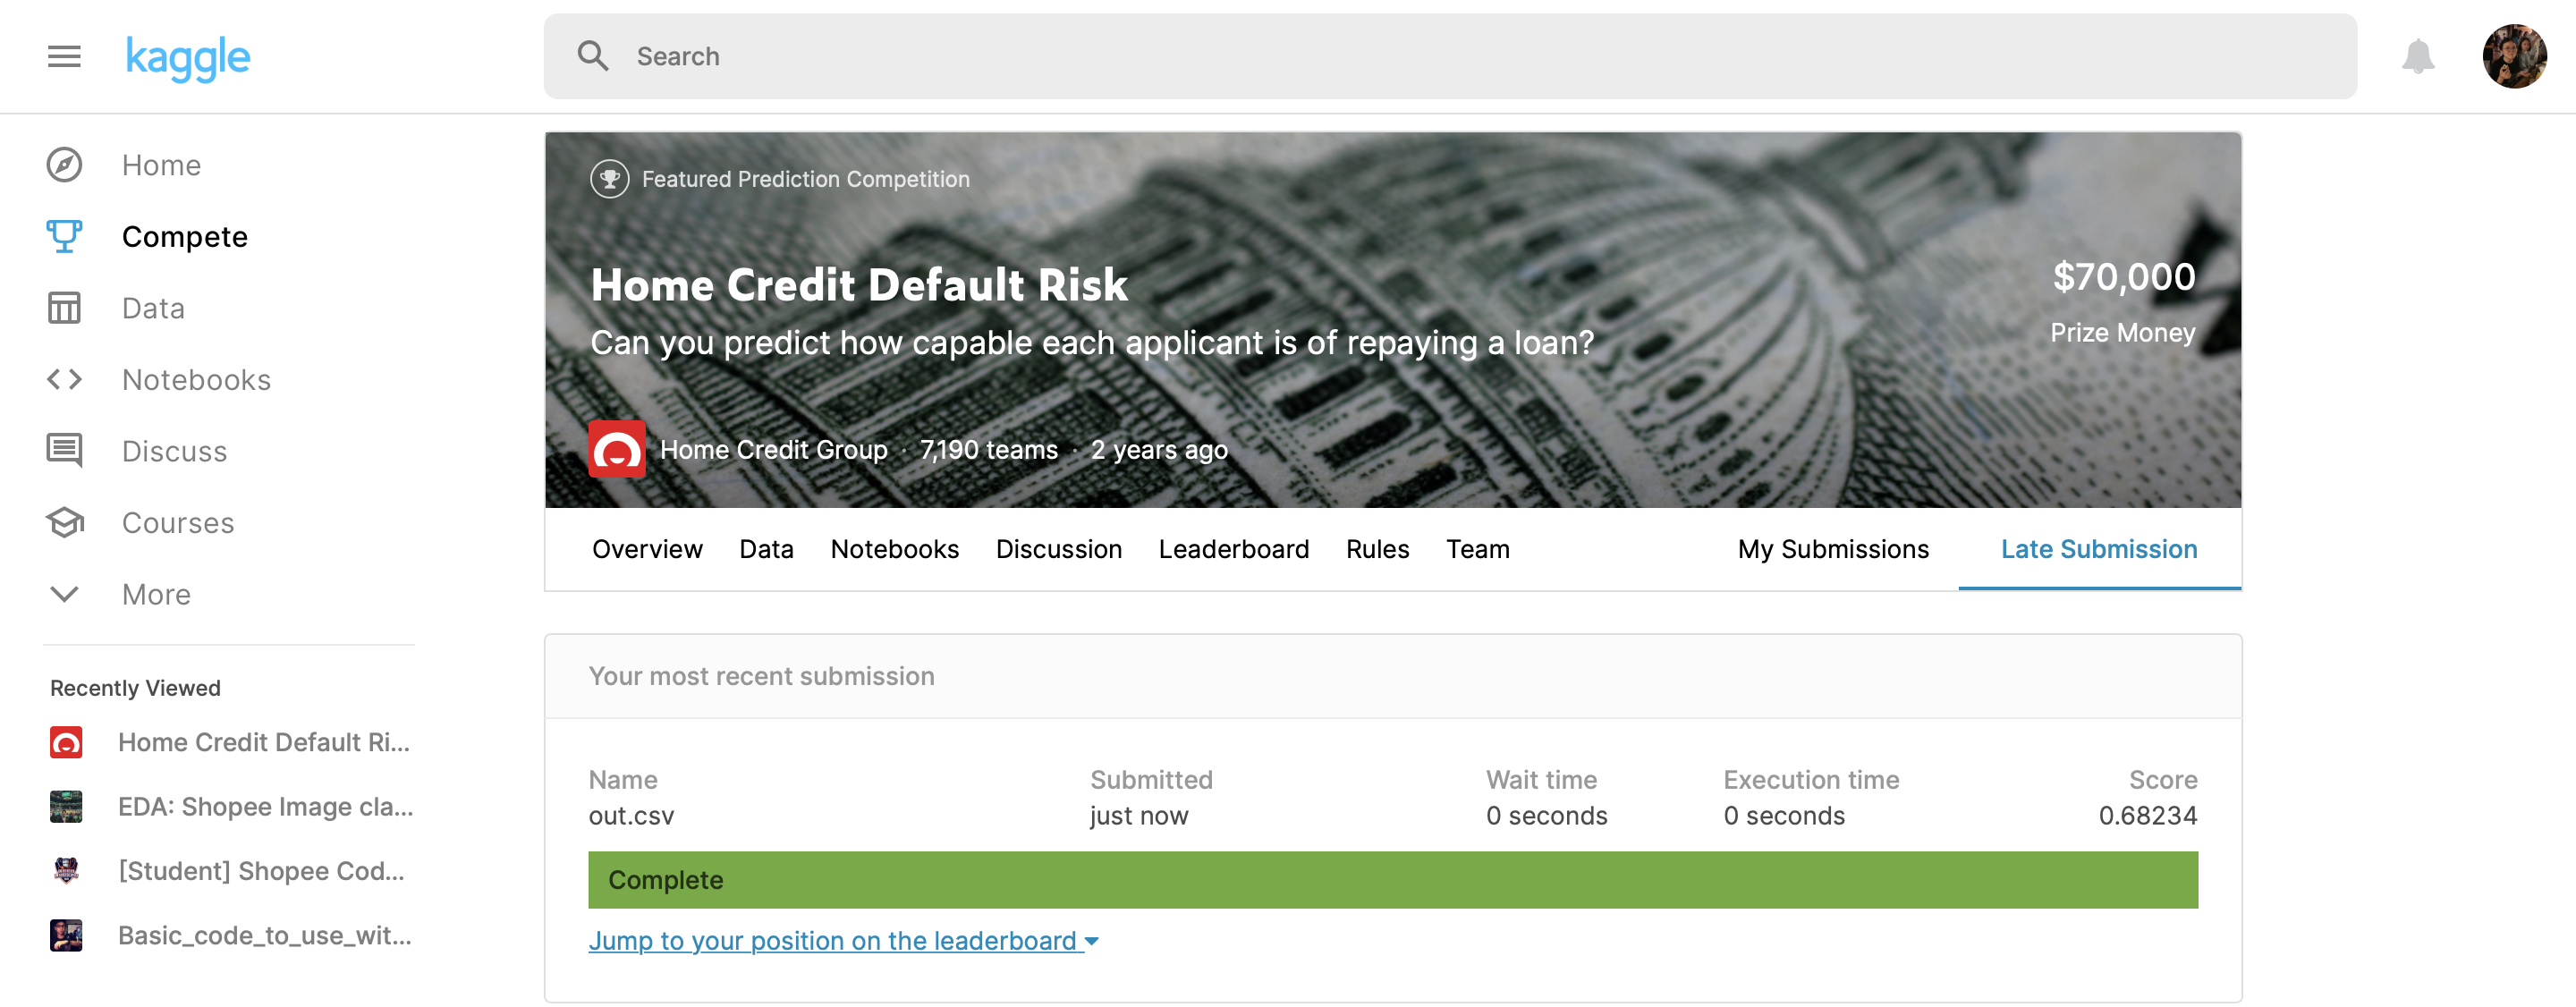 kaggle
Search
Home
Compete
Data
Notebooks
Discuss
Courses
More
Recently Viewed
Home Credit Default Ri...
EDA: Shopee Image cla...
[Student] Shopee Cod...
Basic_code_to_use_wit...
Featured Prediction Competition
Home Credit Default Risk
Can you predict how capable each applicant is of repaying a loan?
$70,000
Prize Money
Home Credit Group · 7,190 teams · 2 years ago
Overview Data Notebooks Discussion Leaderboard Rules Team My Submissions Late Submission
Your most recent submission
Name Submitted Wait time Execution time Score
out.csv just now 0 seconds 0 seconds 0.68234
Complete
Jump to your position on the leaderboard